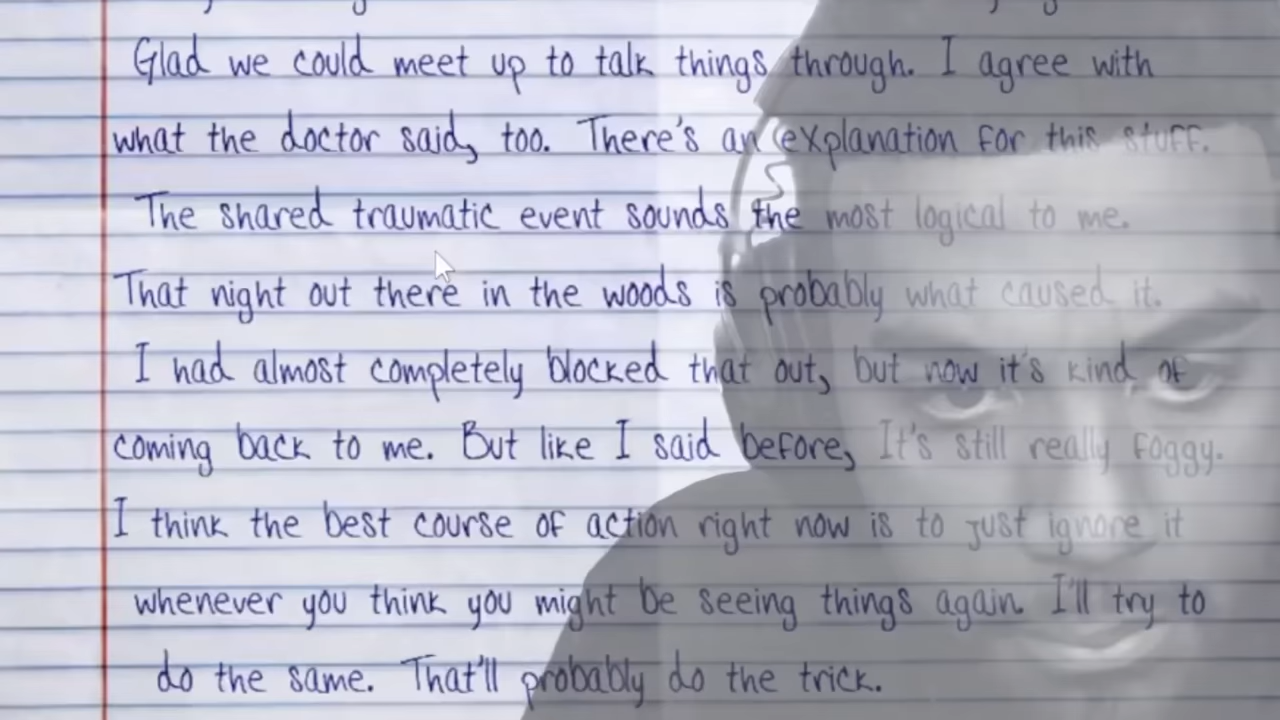 Glad we could meet up to talk things through. I agree with
what the doctor said, too. There's an explanation for this stuff.
The shared traumatic event sounds the most logical to me.
That night out there in the woods is probably what caused it.
I had almost completely blocked that out, but now it's kind of
coming back to me. But like I said before, It's still really foggy.
I think the best course of action right now is to just ignore it
whenever you think you might be seeing things again. I'll try to
do the same. That'll probably do the trick.